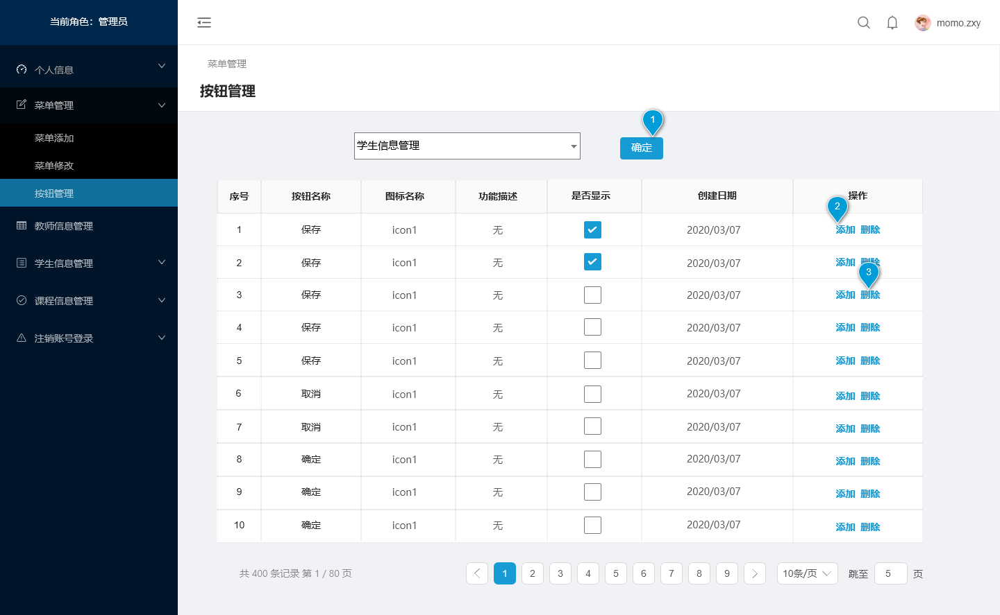 当前角色：管理员
momo.zxy
个人信息
菜单管理
菜单添加
菜单修改
按钮管理
教师信息管理
学生信息管理
课程信息管理
注销账号登录
菜单管理
按钮管理
学生信息管理
1
确定
序号 按钮名称 图标名称 功能描述 是否显示 创建日期 操作
2
1 保存 icon1 无 2020/03/07 添加 删除
2 保存 icon1 无 2020/03/07 添加 删除
3
3 保存 icon1 无 2020/03/07 添加 删除
4 保存 icon1 无 2020/03/07 添加 删除
5 保存 icon1 无 2020/03/07 添加 删除
6 取消 icon1 无 2020/03/07 添加 删除
7 取消 icon1 无 2020/03/07 添加 删除
8 确定 icon1 无 2020/03/07 添加 删除
9 确定 icon1 无 2020/03/07 添加 删除
10 确定 icon1 无 2020/03/07 添加 删除
共 400 条记录 第 1 / 80 页 1 2 3 4 5 6 7 8 9 10条/页 跳至 5 页